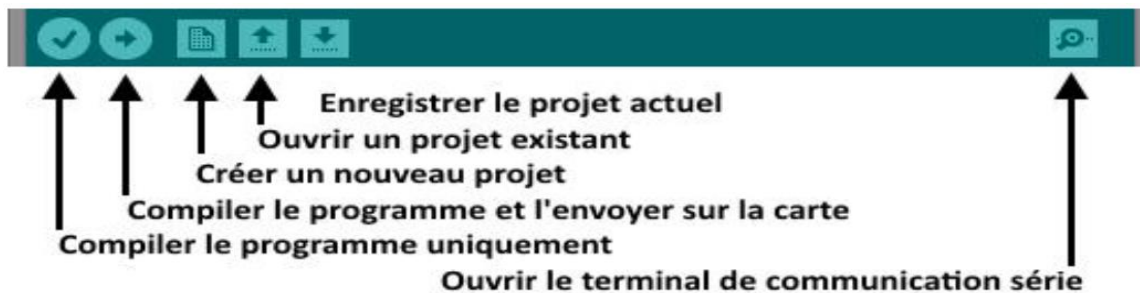 Enregistrer le projet actuel
Ouvrir un projet existant
Créer un nouveau projet
Compiler le programme et l'envoyer sur la carte
Compiler le programme uniquement
Ouvrir le terminal de communication série